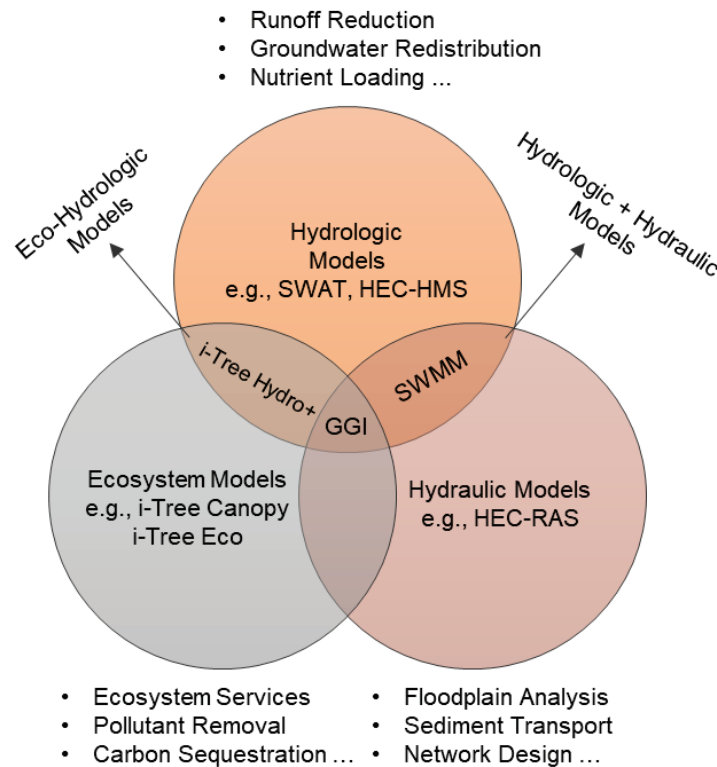 • Runoff Reduction
• Groundwater Redistribution
• Nutrient Loading ...
Eco-Hydrologic
Models
Hydrologic + Hydraulic
Models
Hydrologic
Models
e.g., SWAT, HEC-HMS
i-Tree Hydro+
SWMM
GGI
Ecosystem Models
e.g., i-Tree Canopy
i-Tree Eco
Hydraulic Models
e.g., HEC-RAS
• Ecosystem Services
• Pollutant Removal
• Carbon Sequestration ...
• Floodplain Analysis
• Sediment Transport
• Network Design ...